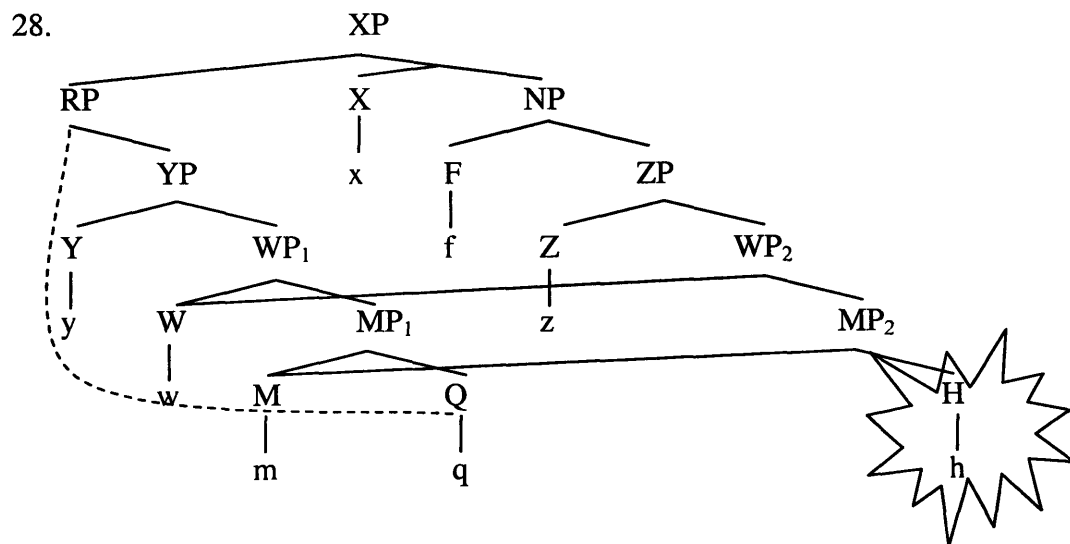 28. XP
RP X NP
YP x F ZP
Y WP₁ f Z WP₂
y W MP₁ z MP₂
w M Q H
m q h